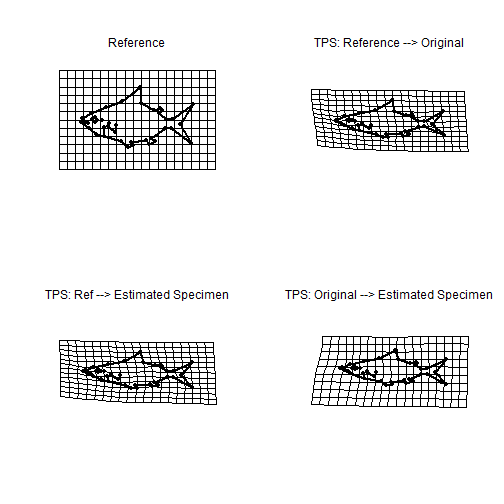 Reference
TPS: Reference --> Original
TPS: Ref --> Estimated Specimen
TPS: Original --> Estimated Specimen